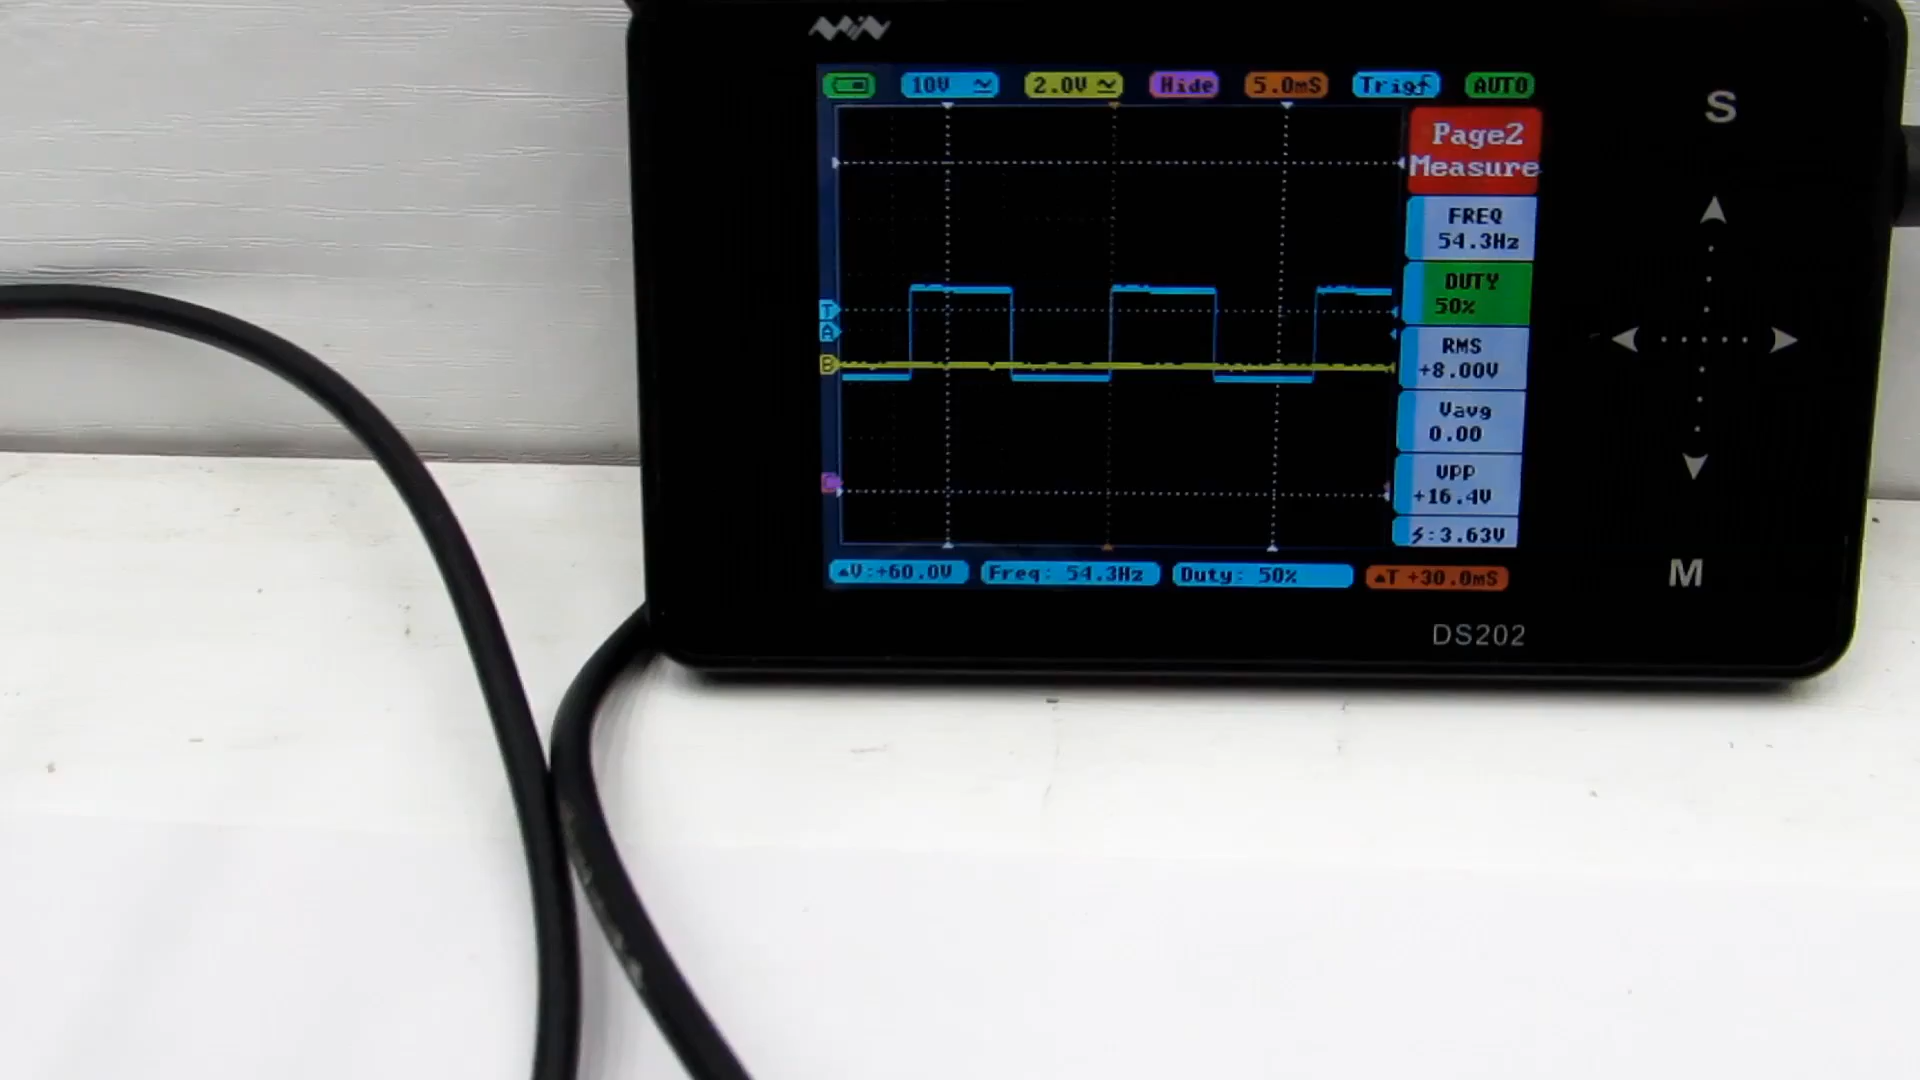 MiNi
10V 2.0V Hide 5.0mS Trig AUTO
S
Page2
Measure
FREQ
54.3Hz
DUTY
50%
RMS
+8.00V
Vavg
0.00
VPP
+16.4V
:3.63V
T
A
B
C
▲V:+60.0V Freq: 54.3Hz Duty: 50% ▲T +30.0mS
M
DS202